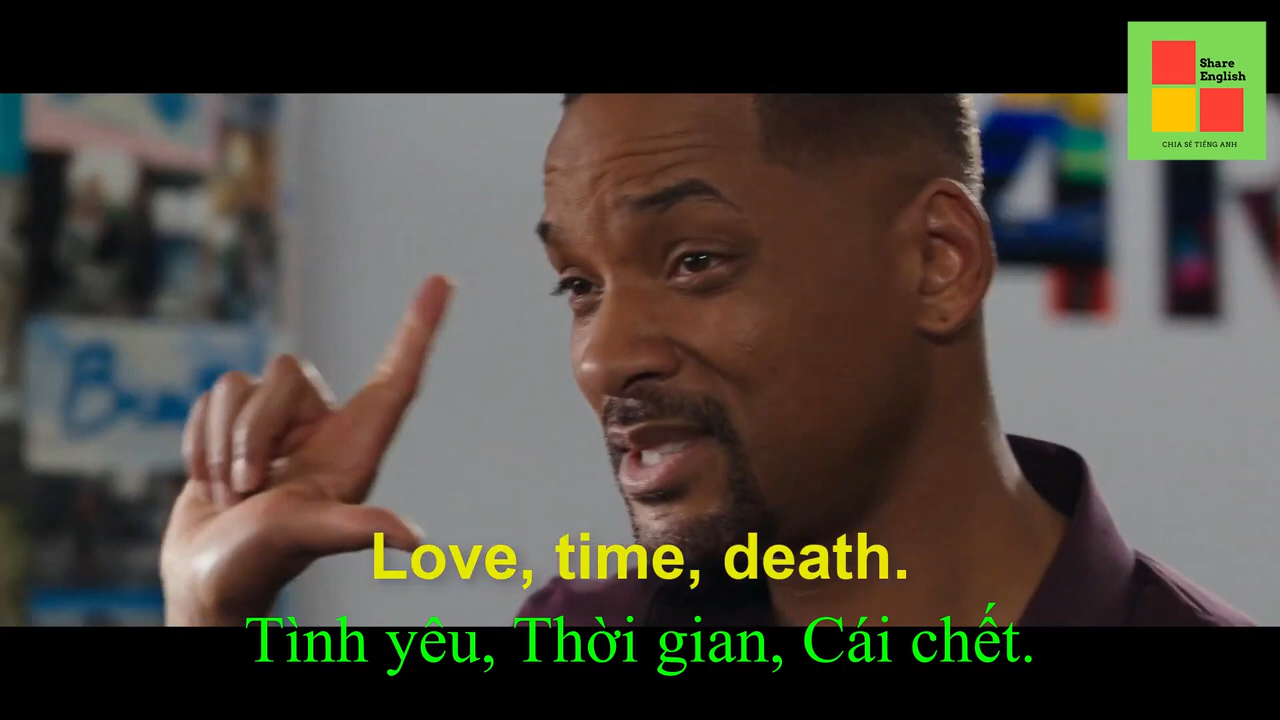 Share
English
CHIA SẺ TIẾNG ANH
Love, time, death.
Tình yêu, Thời gian, Cái chết.